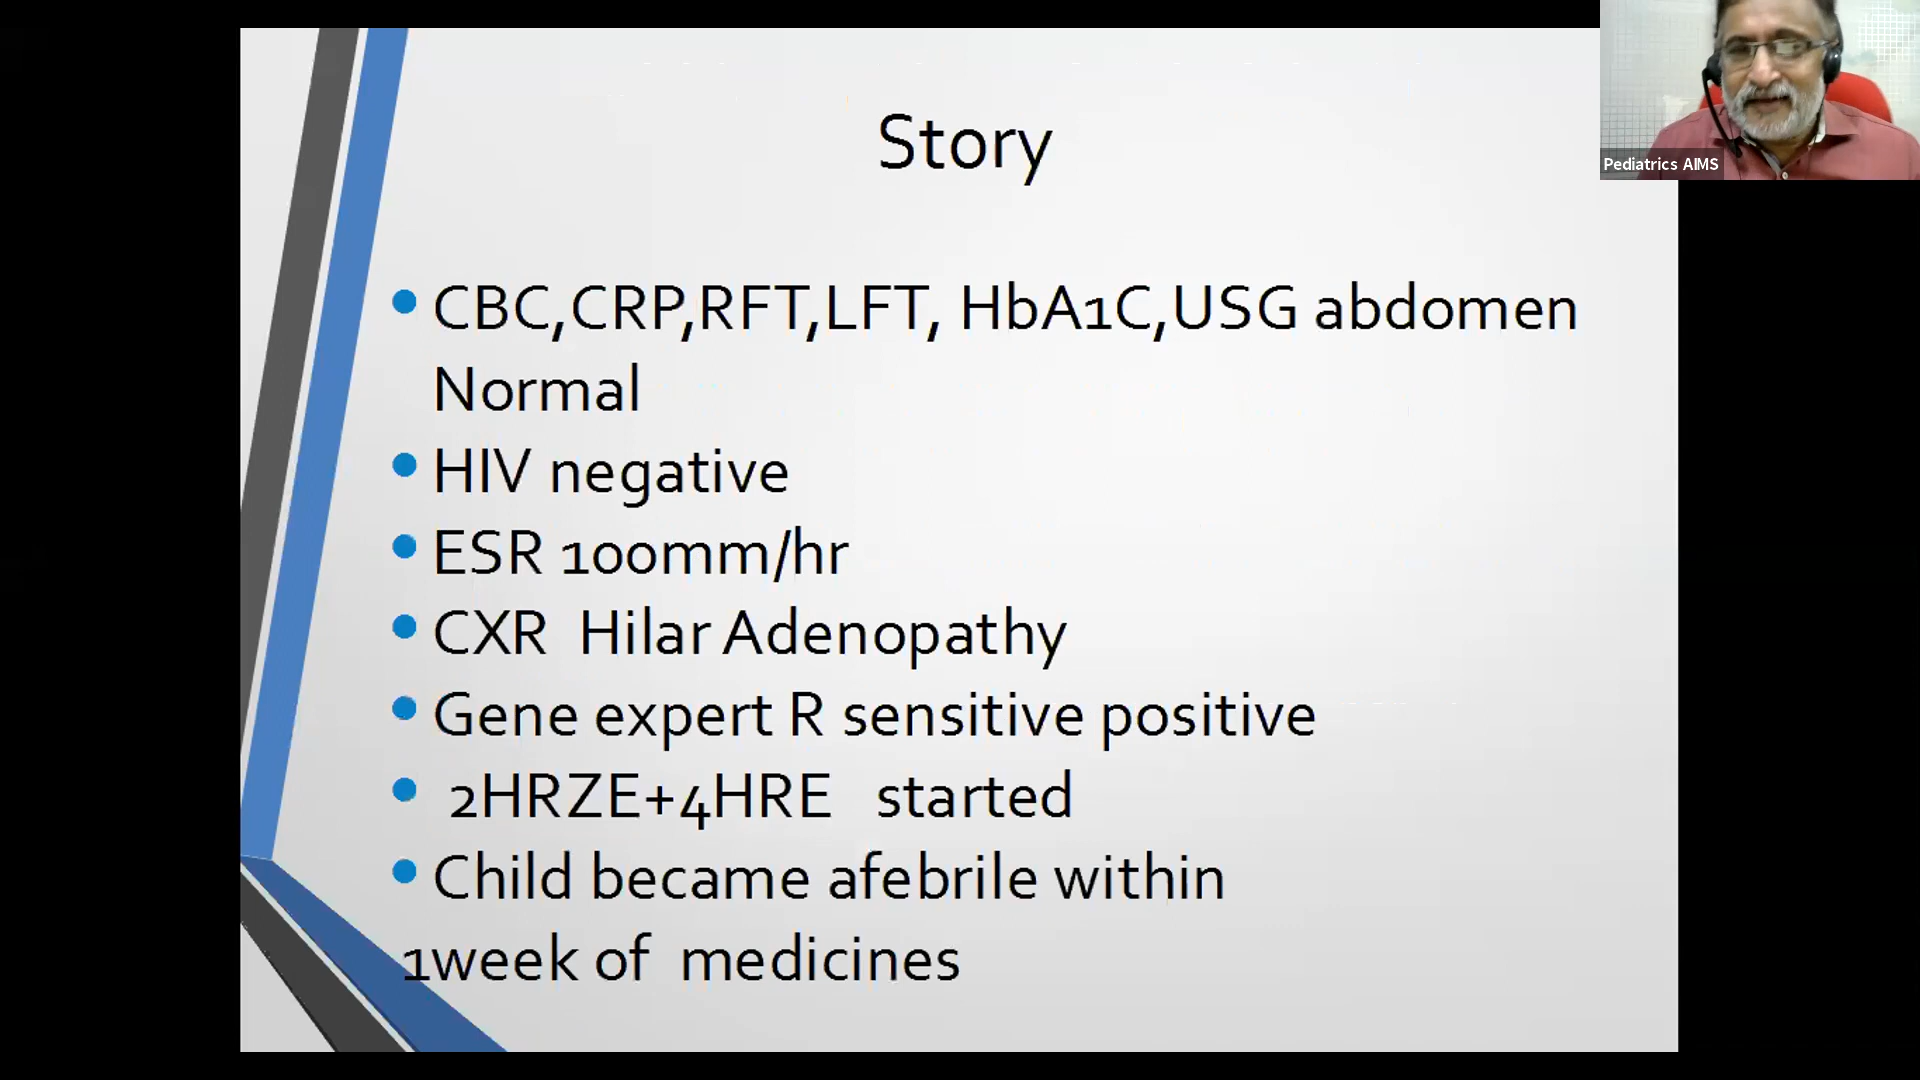 Story
CBC,CRP,RFT,LFT, HbA1C,USG abdomen
Normal
HIV negative
ESR 100mm/hr
CXR Hilar Adenopathy
Gene expert R sensitive positive
2HRZE+4HRE started
Child became afebrile within
1week of medicines
Pediatrics AIMS